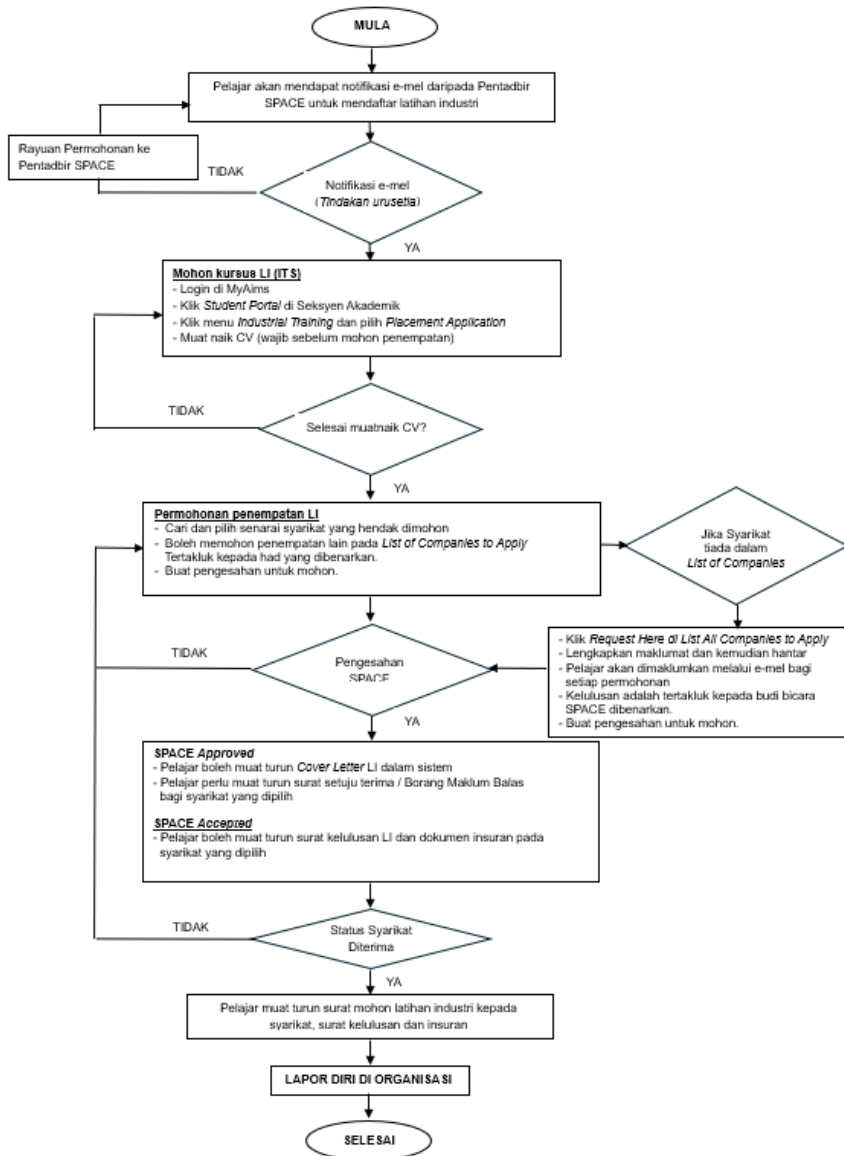 MULA
Pelajar akan mendapat notifikasi e-mel daripada Pentadbir
SPACE untuk mendaftar latihan industri
Rayuan Permohonan ke
Pentadbir SPACE
TIDAK
Notifikasi e-mel
(Tindakan urusetia)
YA
Mohon kursus LI (ITS)
- Login di MyAims
- Klik Student Portal di Seksyen Akademik
- Klik menu Industrial Training dan pilih Placement Application
- Muat naik CV (wajib sebelum mohon penempatan)
TIDAK
Selesai muatnaik CV?
YA
Permohonan penempatan LI
- Cari dan pilih senarai syarikat yang hendak dimohon
- Boleh memohon penempatan lain pada List of Companies to Apply
Tertakluk kepada had yang dibenarkan.
- Buat pengesahan untuk mohon.
Jika Syarikat
tiada dalam
List of Companies
- Klik Request Here di List All Companies to Apply
- Lengkapkan maklumat dan kemudian hantar
- Pelajar akan dimaklumkan melalui e-mel bagi
setiap permohonan
- Kelulusan adalah tertakluk kepada budi bicara
SPACE dibenarkan.
- Buat pengesahan untuk mohon.
TIDAK
Pengesahan
SPACE
YA
SPACE Approved
- Pelajar boleh muat turun Cover Letter LI dalam sistem
- Pelajar perlu muat turun surat setuju terima / Borang Maklum Balas
bagi syarikat yang dipilih
SPACE Accepted
- Pelajar boleh muat turun surat kelulusan LI dan dokumen insuran pada
syarikat yang dipilih
TIDAK
Status Syarikat
Diterima
YA
Pelajar muat turun surat mohon latihan industri kepada
syarikat, surat kelulusan dan insuran
LAPOR DIRI DI ORGANISASI
SELESAI